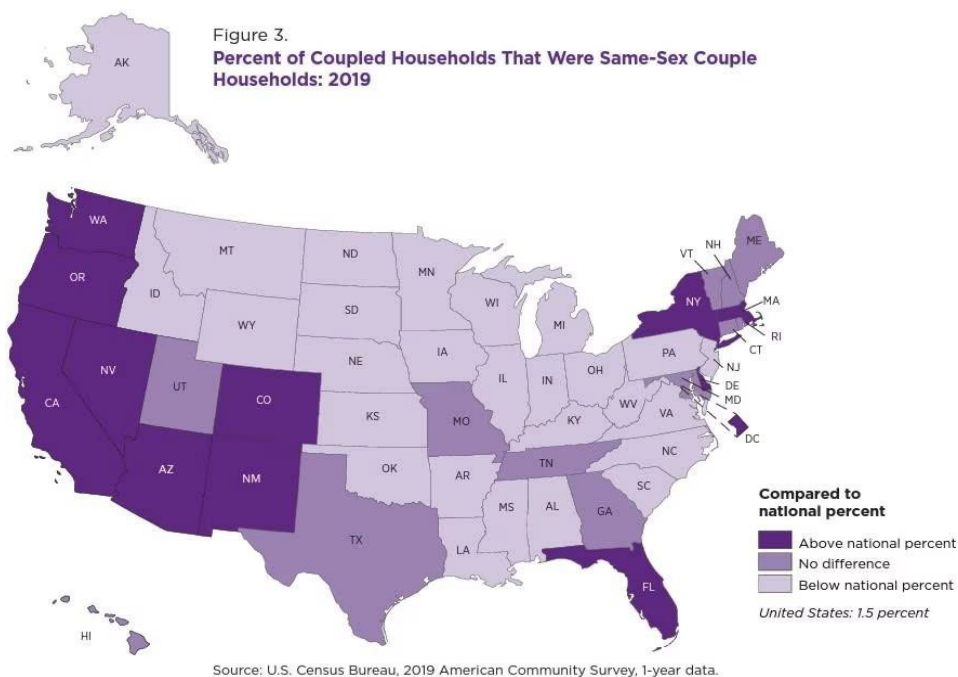 Figure 3.
Percent of Coupled Households That Were Same-Sex Couple
Households: 2019
AK
WA
OR
CA
NV
ID
MT
WY
UT
AZ
CO
NM
ND
SD
NE
KS
OK
TX
MN
IA
MO
AR
LA
WI
IL
MI
IN
OH
KY
TN
MS
AL
GA
FL
SC
NC
VA
WV
PA
NY
VT
NH
ME
MA
RI
CT
NJ
DE
MD
DC
HI
Compared to
national percent
Above national percent
No difference
Below national percent
United States: 1.5 percent
Source: U.S. Census Bureau, 2019 American Community Survey, 1-year data.